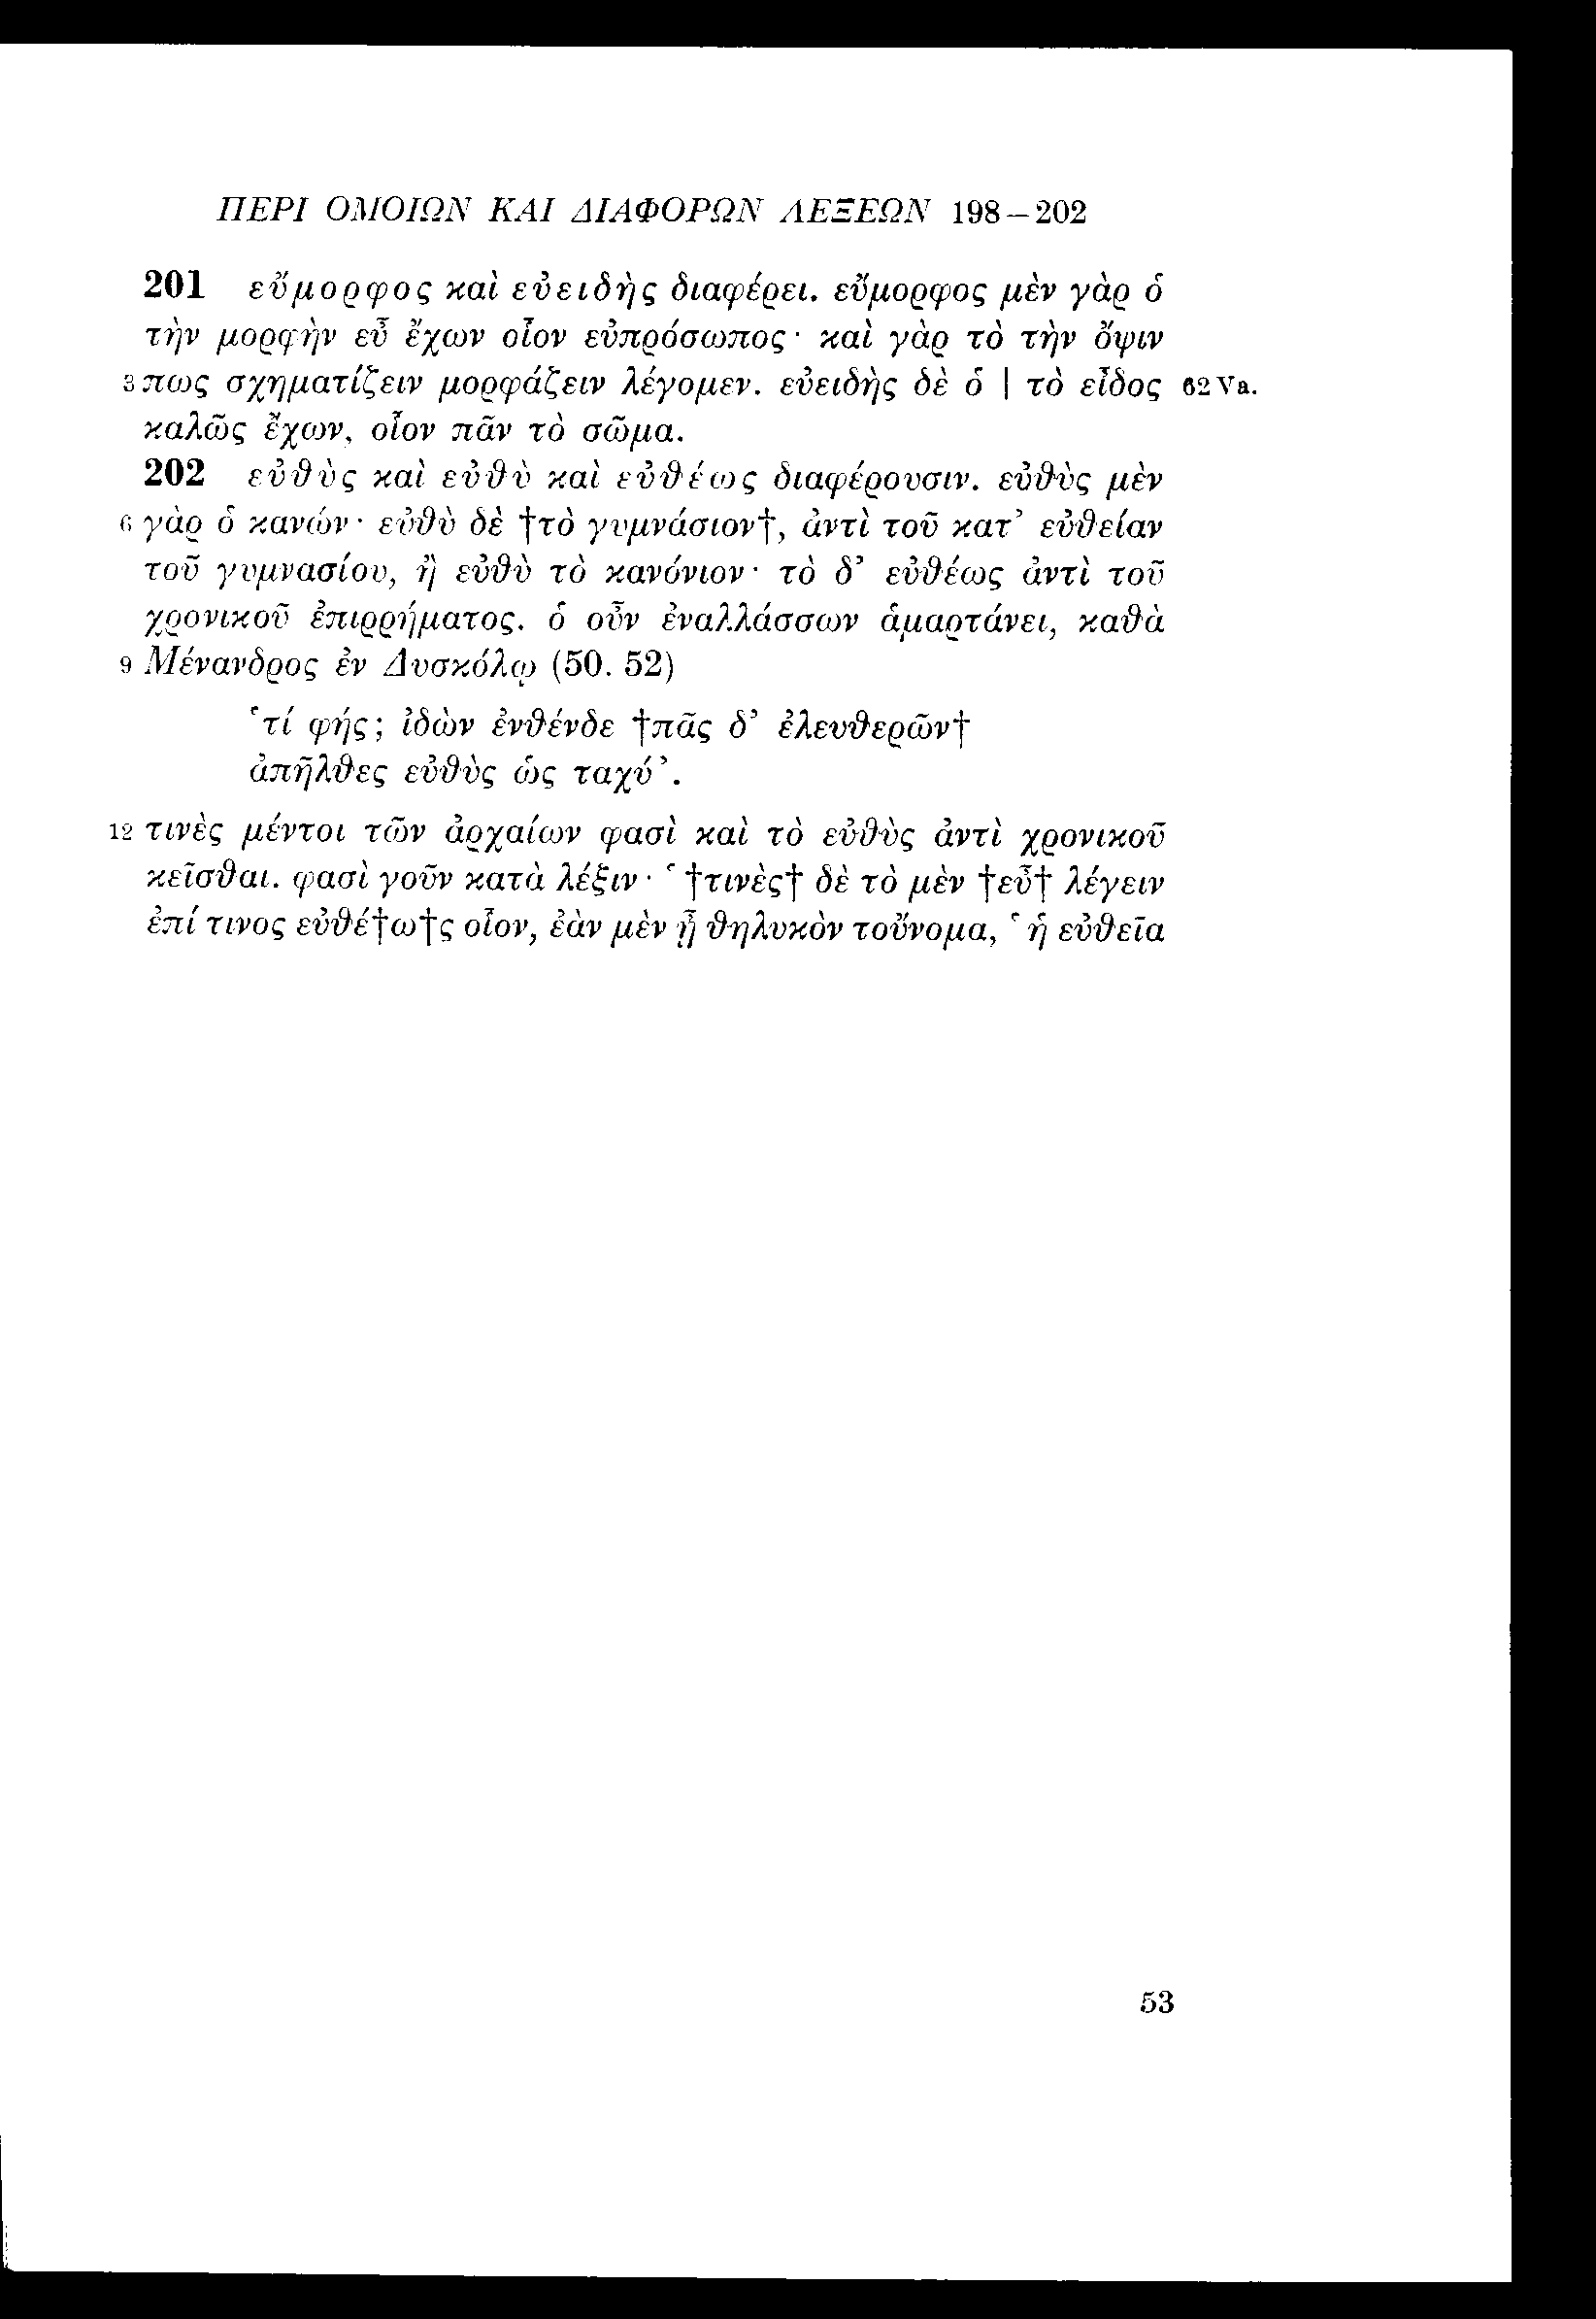 ΠΕΡΙ ΟΜΟΙΩΝ ΚΑΙ ΔΙΑΦΟΡΩΝ ΛΕΞΕΩΝ 198–202
201 εὔμορφος καὶ εὐειδὴς διαφέρει. εὔμορφος μὲν γὰρ ὁ
τὴν μορφὴν εὖ ἔχων οἷον εὐπρόσωπος· καὶ γὰρ τὸ τὴν ὄψιν
3 πως σχηματίζειν μορφάζειν λέγομεν. εὐειδὴς δὲ ὁ | τὸ εἶδος 62 Va.
καλῶς ἔχων, οἷον πᾶν τὸ σῶμα.
202 εὐθὺς καὶ εὐθὺ καὶ εὐθέως διαφέρουσιν. εὐθὺς μὲν
6 γὰρ ὁ κανών· εὐθὺ δὲ †τὸ γυμνάσιον†, ἀντὶ τοῦ κατ’ εὐθείαν
τοῦ γυμνασίου, ἢ εὐθὺ τὸ κανόνιον· τὸ δ’ εὐθέως ἀντὶ τοῦ
χρονικοῦ ἐπιρρήματος. ὁ οὖν ἐναλλάσσων ἁμαρτάνει, καθὰ
9 Μένανδρος ἐν Δυσκόλῳ (50. 52)
‘τί φής; ἰδὼν ἐνθένδε †πᾶς δ’ ἐλευθερῶν†
ἀπῆλθες εὐθὺς ὡς ταχύ’.
12 τινὲς μέντοι τῶν ἀρχαίων φασὶ καὶ τὸ εὐθὺς ἀντὶ χρονικοῦ
κεῖσθαι. φασὶ γοῦν κατὰ λέξιν· ‘†τινὲς† δὲ τὸ μὲν †εὖ† λέγειν
ἐπί τινος εὐθέ†ω†ς οἷον, ἐὰν μὲν ᾖ θηλυκὸν τοὔνομα, ‘ἡ εὐθεῖα
53